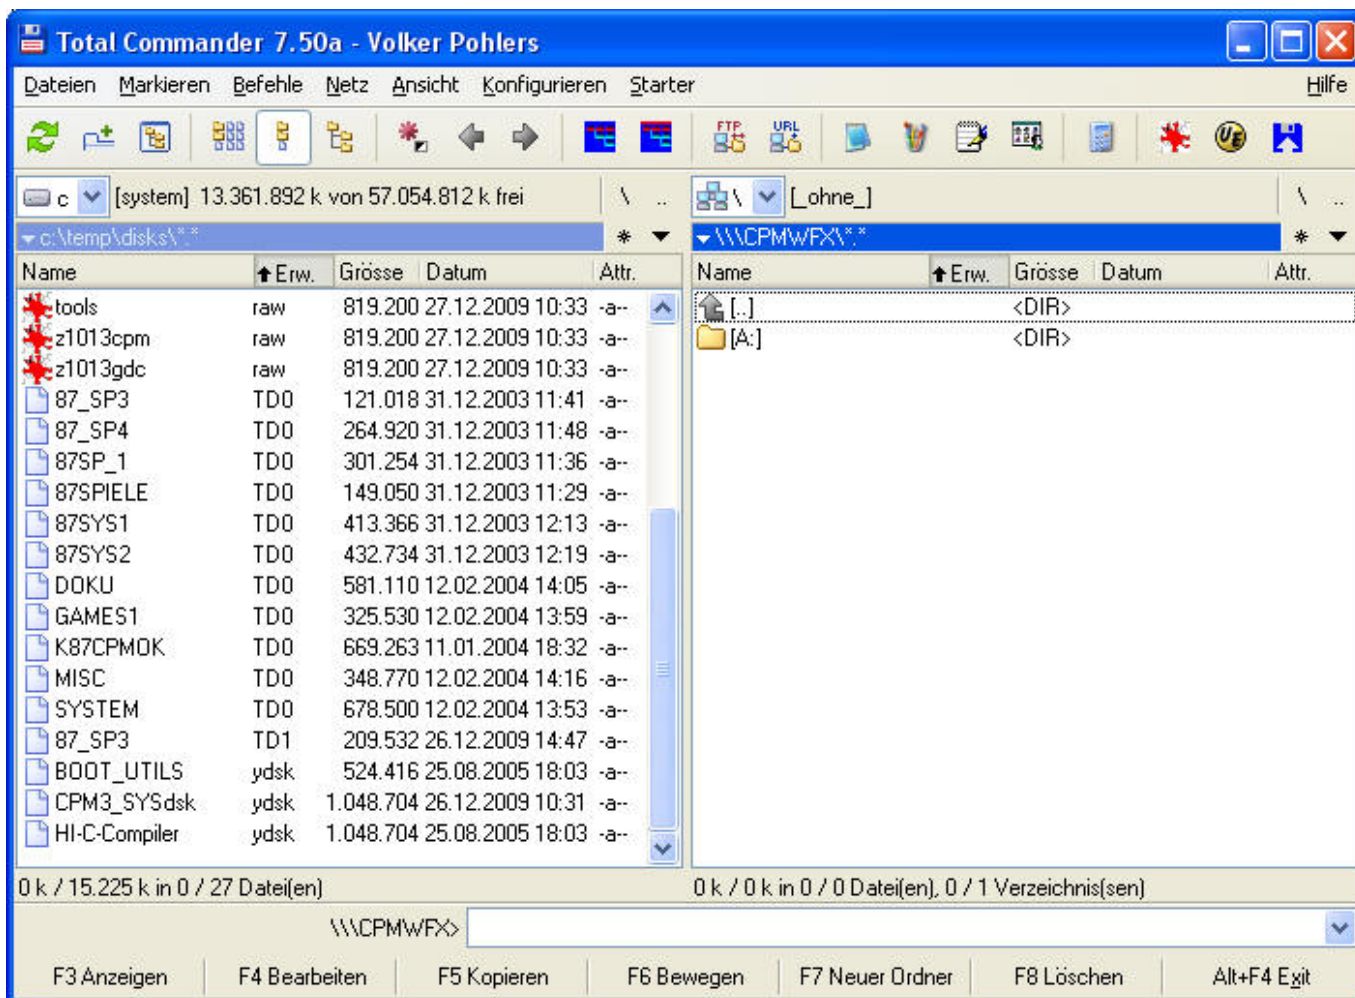 Total Commander 7.50a - Volker Pohlers
Dateien Markieren Befehle Netz Ansicht Konfigurieren Starter Hilfe
FTP URL UE
c [system] 13.361.892 k von 57.054.812 k frei \ .. \ [_ohne_] \ ..
c:\temp\disks\*.* * \\\CPMWFX\*.* *
Name Erw. Grösse Datum Attr. Name Erw. Grösse Datum Attr.
tools raw 819.200 27.12.2009 10:33 -a-- [..] <DIR>
z1013cpm raw 819.200 27.12.2009 10:33 -a-- [A:] <DIR>
z1013gdc raw 819.200 27.12.2009 10:33 -a--
87_SP3 TD0 121.018 31.12.2003 11:41 -a--
87_SP4 TD0 264.920 31.12.2003 11:48 -a--
87SP_1 TD0 301.254 31.12.2003 11:36 -a--
87SPIELE TD0 149.050 31.12.2003 11:29 -a--
87SYS1 TD0 413.366 31.12.2003 12:13 -a--
87SYS2 TD0 432.734 31.12.2003 12:19 -a--
DOKU TD0 581.110 12.02.2004 14:05 -a--
GAMES1 TD0 325.530 12.02.2004 13:59 -a--
K87CPMOK TD0 669.263 11.01.2004 18:32 -a--
MISC TD0 348.770 12.02.2004 14:16 -a--
SYSTEM TD0 678.500 12.02.2004 13:53 -a--
87_SP3 TD1 209.532 26.12.2009 14:47 -a--
BOOT_UTILS ydsk 524.416 25.08.2005 18:03 -a--
CPM3_SYSdsk ydsk 1.048.704 26.12.2009 10:31 -a--
HI-C-Compiler ydsk 1.048.704 25.08.2005 18:03 -a--
0 k / 15.225 k in 0 / 27 Datei(en) 0 k / 0 k in 0 / 0 Datei(en), 0 / 1 Verzeichnis(sen)
\\\CPMWFX>
F3 Anzeigen F4 Bearbeiten F5 Kopieren F6 Bewegen F7 Neuer Ordner F8 Löschen Alt+F4 Exit